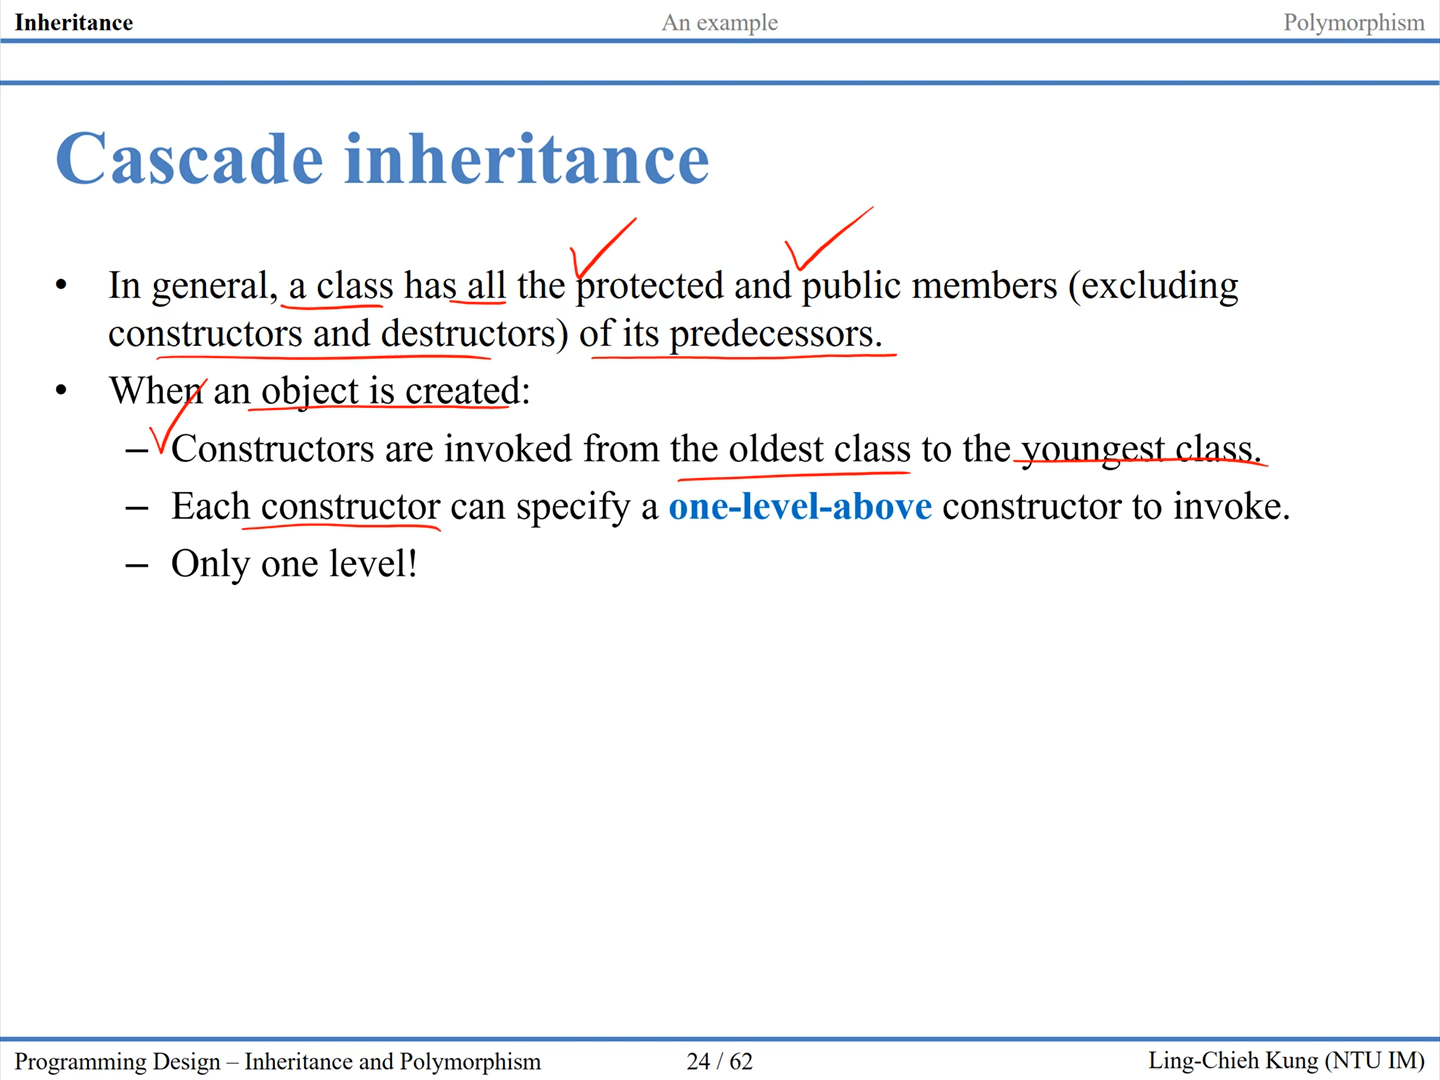 Inheritance An example Polymorphism
Cascade inheritance
• In general, a class has all the protected and public members (excluding
constructors and destructors) of its predecessors.
• When an object is created:
– Constructors are invoked from the oldest class to the youngest class.
– Each constructor can specify a one-level-above constructor to invoke.
– Only one level!
Programming Design – Inheritance and Polymorphism 24 / 62 Ling-Chieh Kung (NTU IM)